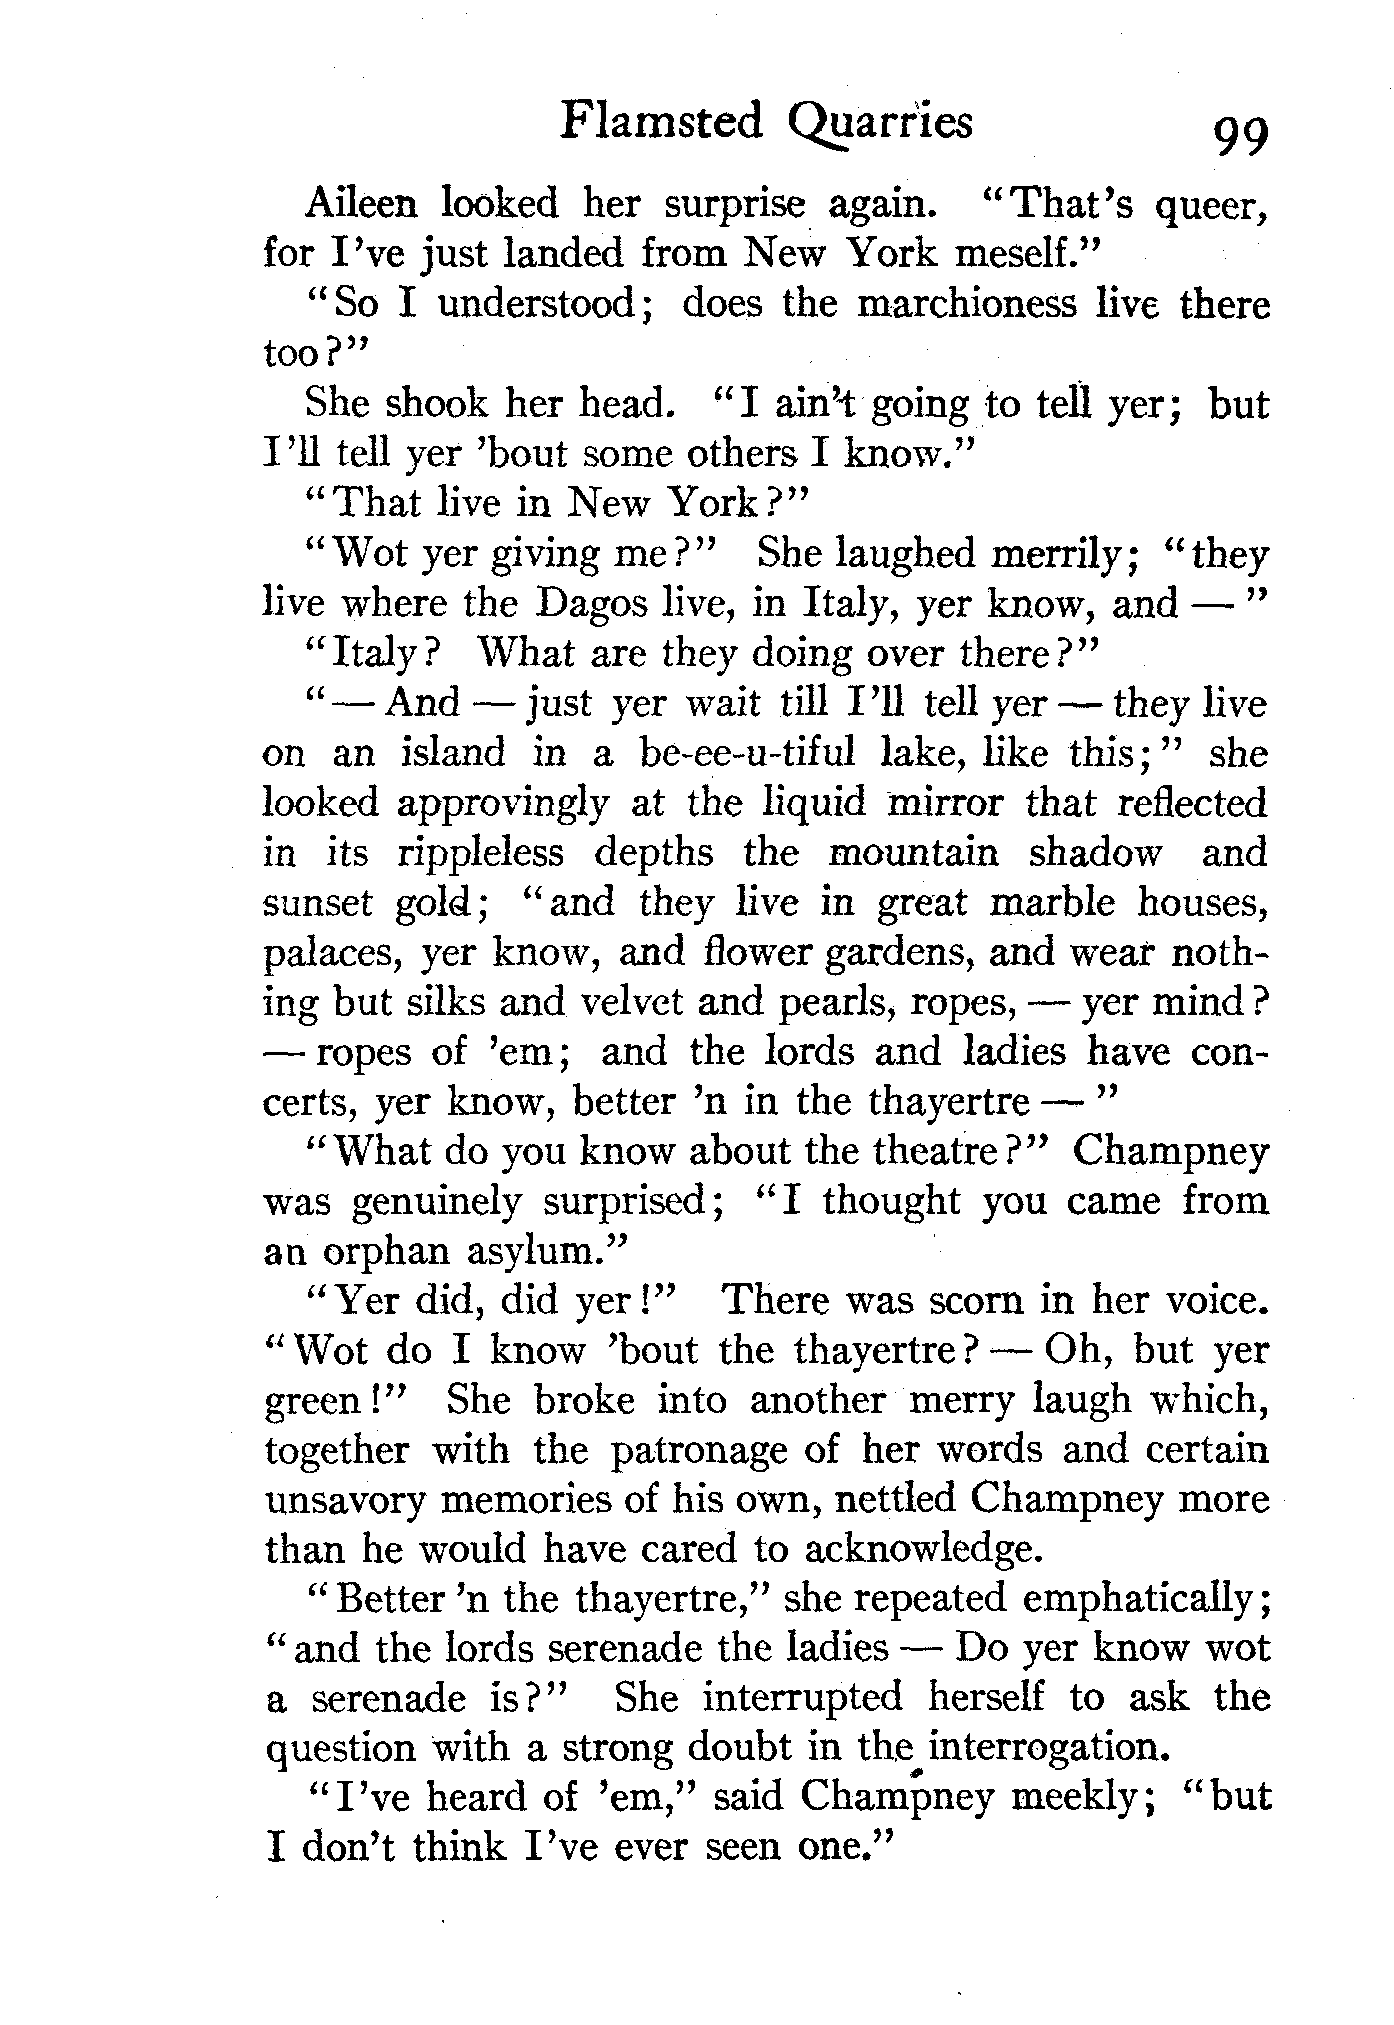 Flamsted Quarries 99
Aileen looked her surprise again. "That's queer,
for I've just landed from New York meself."
"So I understood; does the marchioness live there
too?"
She shook her head. "I ain't going to tell yer; but
I'll tell yer 'bout some others I know."
"That live in New York?"
"Wot yer giving me?" She laughed merrily; "they
live where the Dagos live, in Italy, yer know, and — "
"Italy? What are they doing over there?"
"— And — just yer wait till I'll tell yer — they live
on an island in a be-ee-u-tiful lake, like this;" she
looked approvingly at the liquid mirror that reflected
in its rippleless depths the mountain shadow and
sunset gold; "and they live in great marble houses,
palaces, yer know, and flower gardens, and wear noth-
ing but silks and velvet and pearls, ropes, — yer mind?
— ropes of 'em; and the lords and ladies have con-
certs, yer know, better 'n in the thayertre — "
"What do you know about the theatre?" Champney
was genuinely surprised; "I thought you came from
an orphan asylum."
"Yer did, did yer!" There was scorn in her voice.
"Wot do I know 'bout the thayertre? — Oh, but yer
green!" She broke into another merry laugh which,
together with the patronage of her words and certain
unsavory memories of his own, nettled Champney more
than he would have cared to acknowledge.
"Better 'n the thayertre," she repeated emphatically;
"and the lords serenade the ladies — Do yer know wot
a serenade is?" She interrupted herself to ask the
question with a strong doubt in the interrogation.
"I've heard of 'em," said Champney meekly; "but
I don't think I've ever seen one."